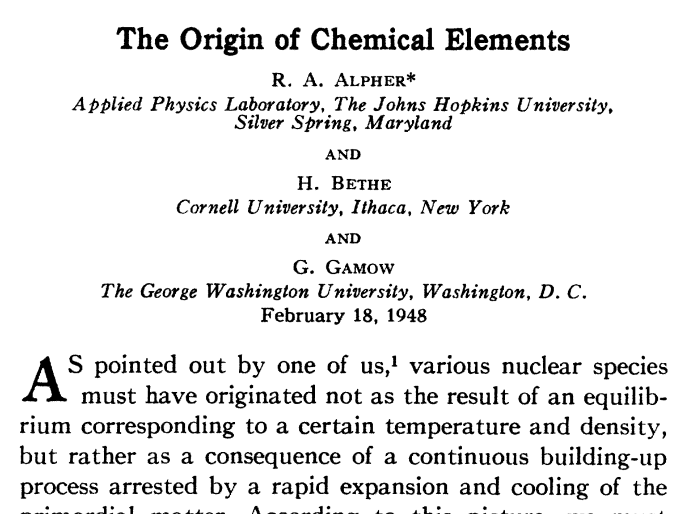 The Origin of Chemical Elements
R. A. ALPHER*
Applied Physics Laboratory, The Johns Hopkins University,
Silver Spring, Maryland
AND
H. BETHE
Cornell University, Ithaca, New York
AND
G. GAMOW
The George Washington University, Washington, D. C.
February 18, 1948
AS pointed out by one of us,¹ various nuclear species
must have originated not as the result of an equilib-
rium corresponding to a certain temperature and density,
but rather as a consequence of a continuous building-up
process arrested by a rapid expansion and cooling of the
primordial matter. According to this picture, we must